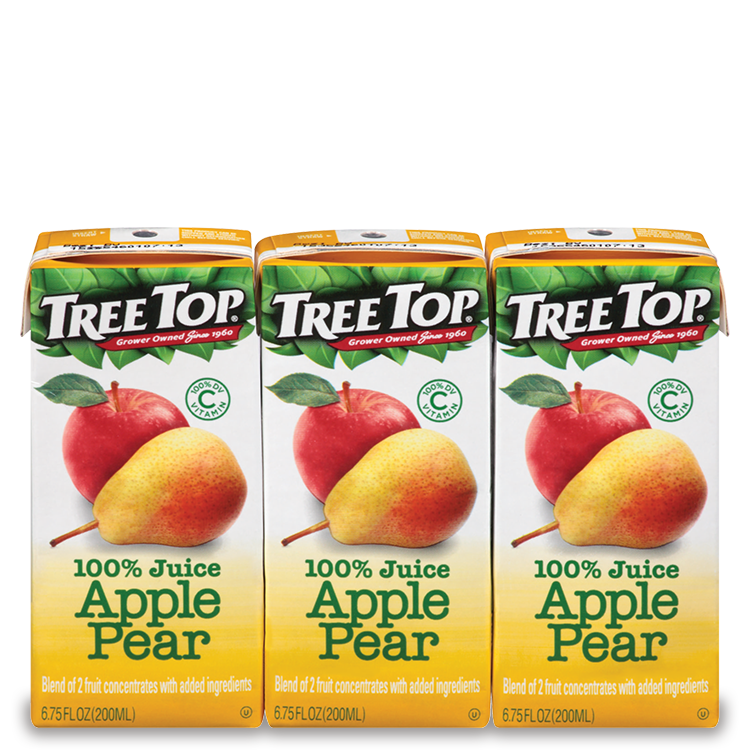 TREE TOP®
Grower Owned Since 1960
100% DV
C
VITAMIN
100% Juice
Apple
Pear
Blend of 2 fruit concentrates with added ingredients
6.75 FL OZ (200ML)
U
TREE TOP®
Grower Owned Since 1960
100% DV
C
VITAMIN
100% Juice
Apple
Pear
Blend of 2 fruit concentrates with added ingredients
6.75 FL OZ (200ML)
U
TREE TOP®
Grower Owned Since 1960
100% DV
C
VITAMIN
100% Juice
Apple
Pear
Blend of 2 fruit concentrates with added ingredients
6.75 FL OZ (200ML)
U